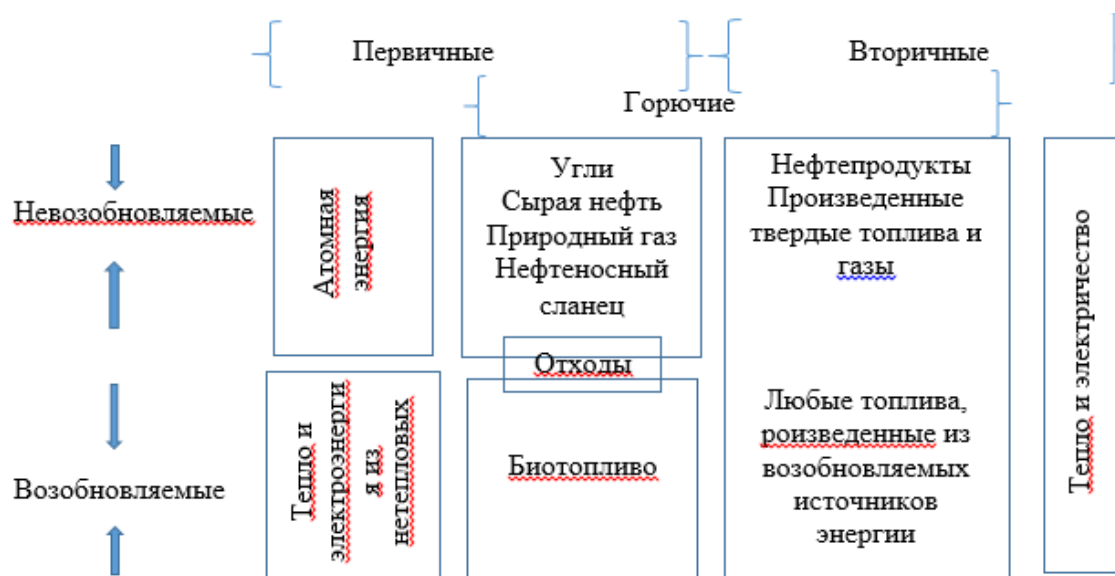 Первичные
Вторичные
Горючие
Невозобновляемые
Атомная
энергия
Угли
Сырая нефть
Природный газ
Нефтеносный
сланец
Нефтепродукты
Произведенные
твердые топлива и
газы
Тепло и электричество
Отходы
Возобновляемые
Тепло и
электроэнерги
я из
нетепловых
Биотопливо
Любые топлива,
роизведенные из
возобновляемых
источников
энергии